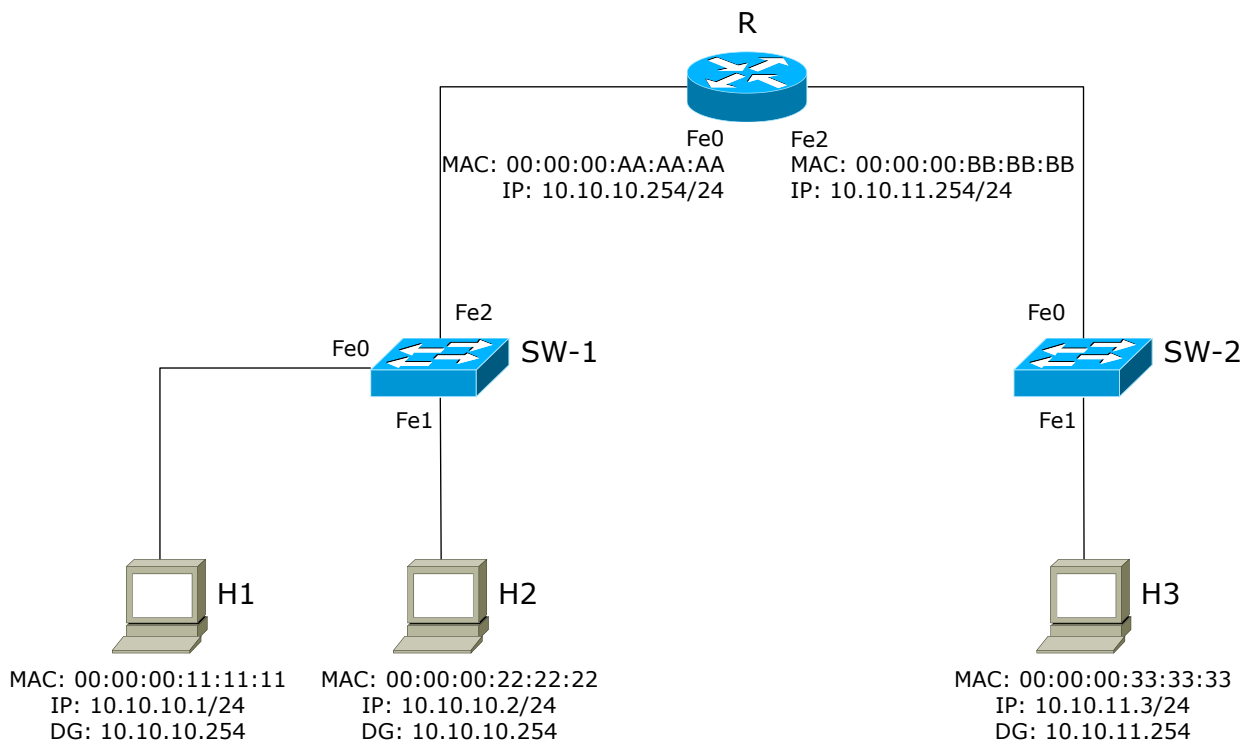 R
Fe0
MAC: 00:00:00:AA:AA:AA
IP: 10.10.10.254/24
Fe2
MAC: 00:00:00:BB:BB:BB
IP: 10.10.11.254/24
Fe2
Fe0
SW-1
Fe1
Fe0
SW-2
Fe1
H1
MAC: 00:00:00:11:11:11
IP: 10.10.10.1/24
DG: 10.10.10.254
H2
MAC: 00:00:00:22:22:22
IP: 10.10.10.2/24
DG: 10.10.10.254
H3
MAC: 00:00:00:33:33:33
IP: 10.10.11.3/24
DG: 10.10.11.254